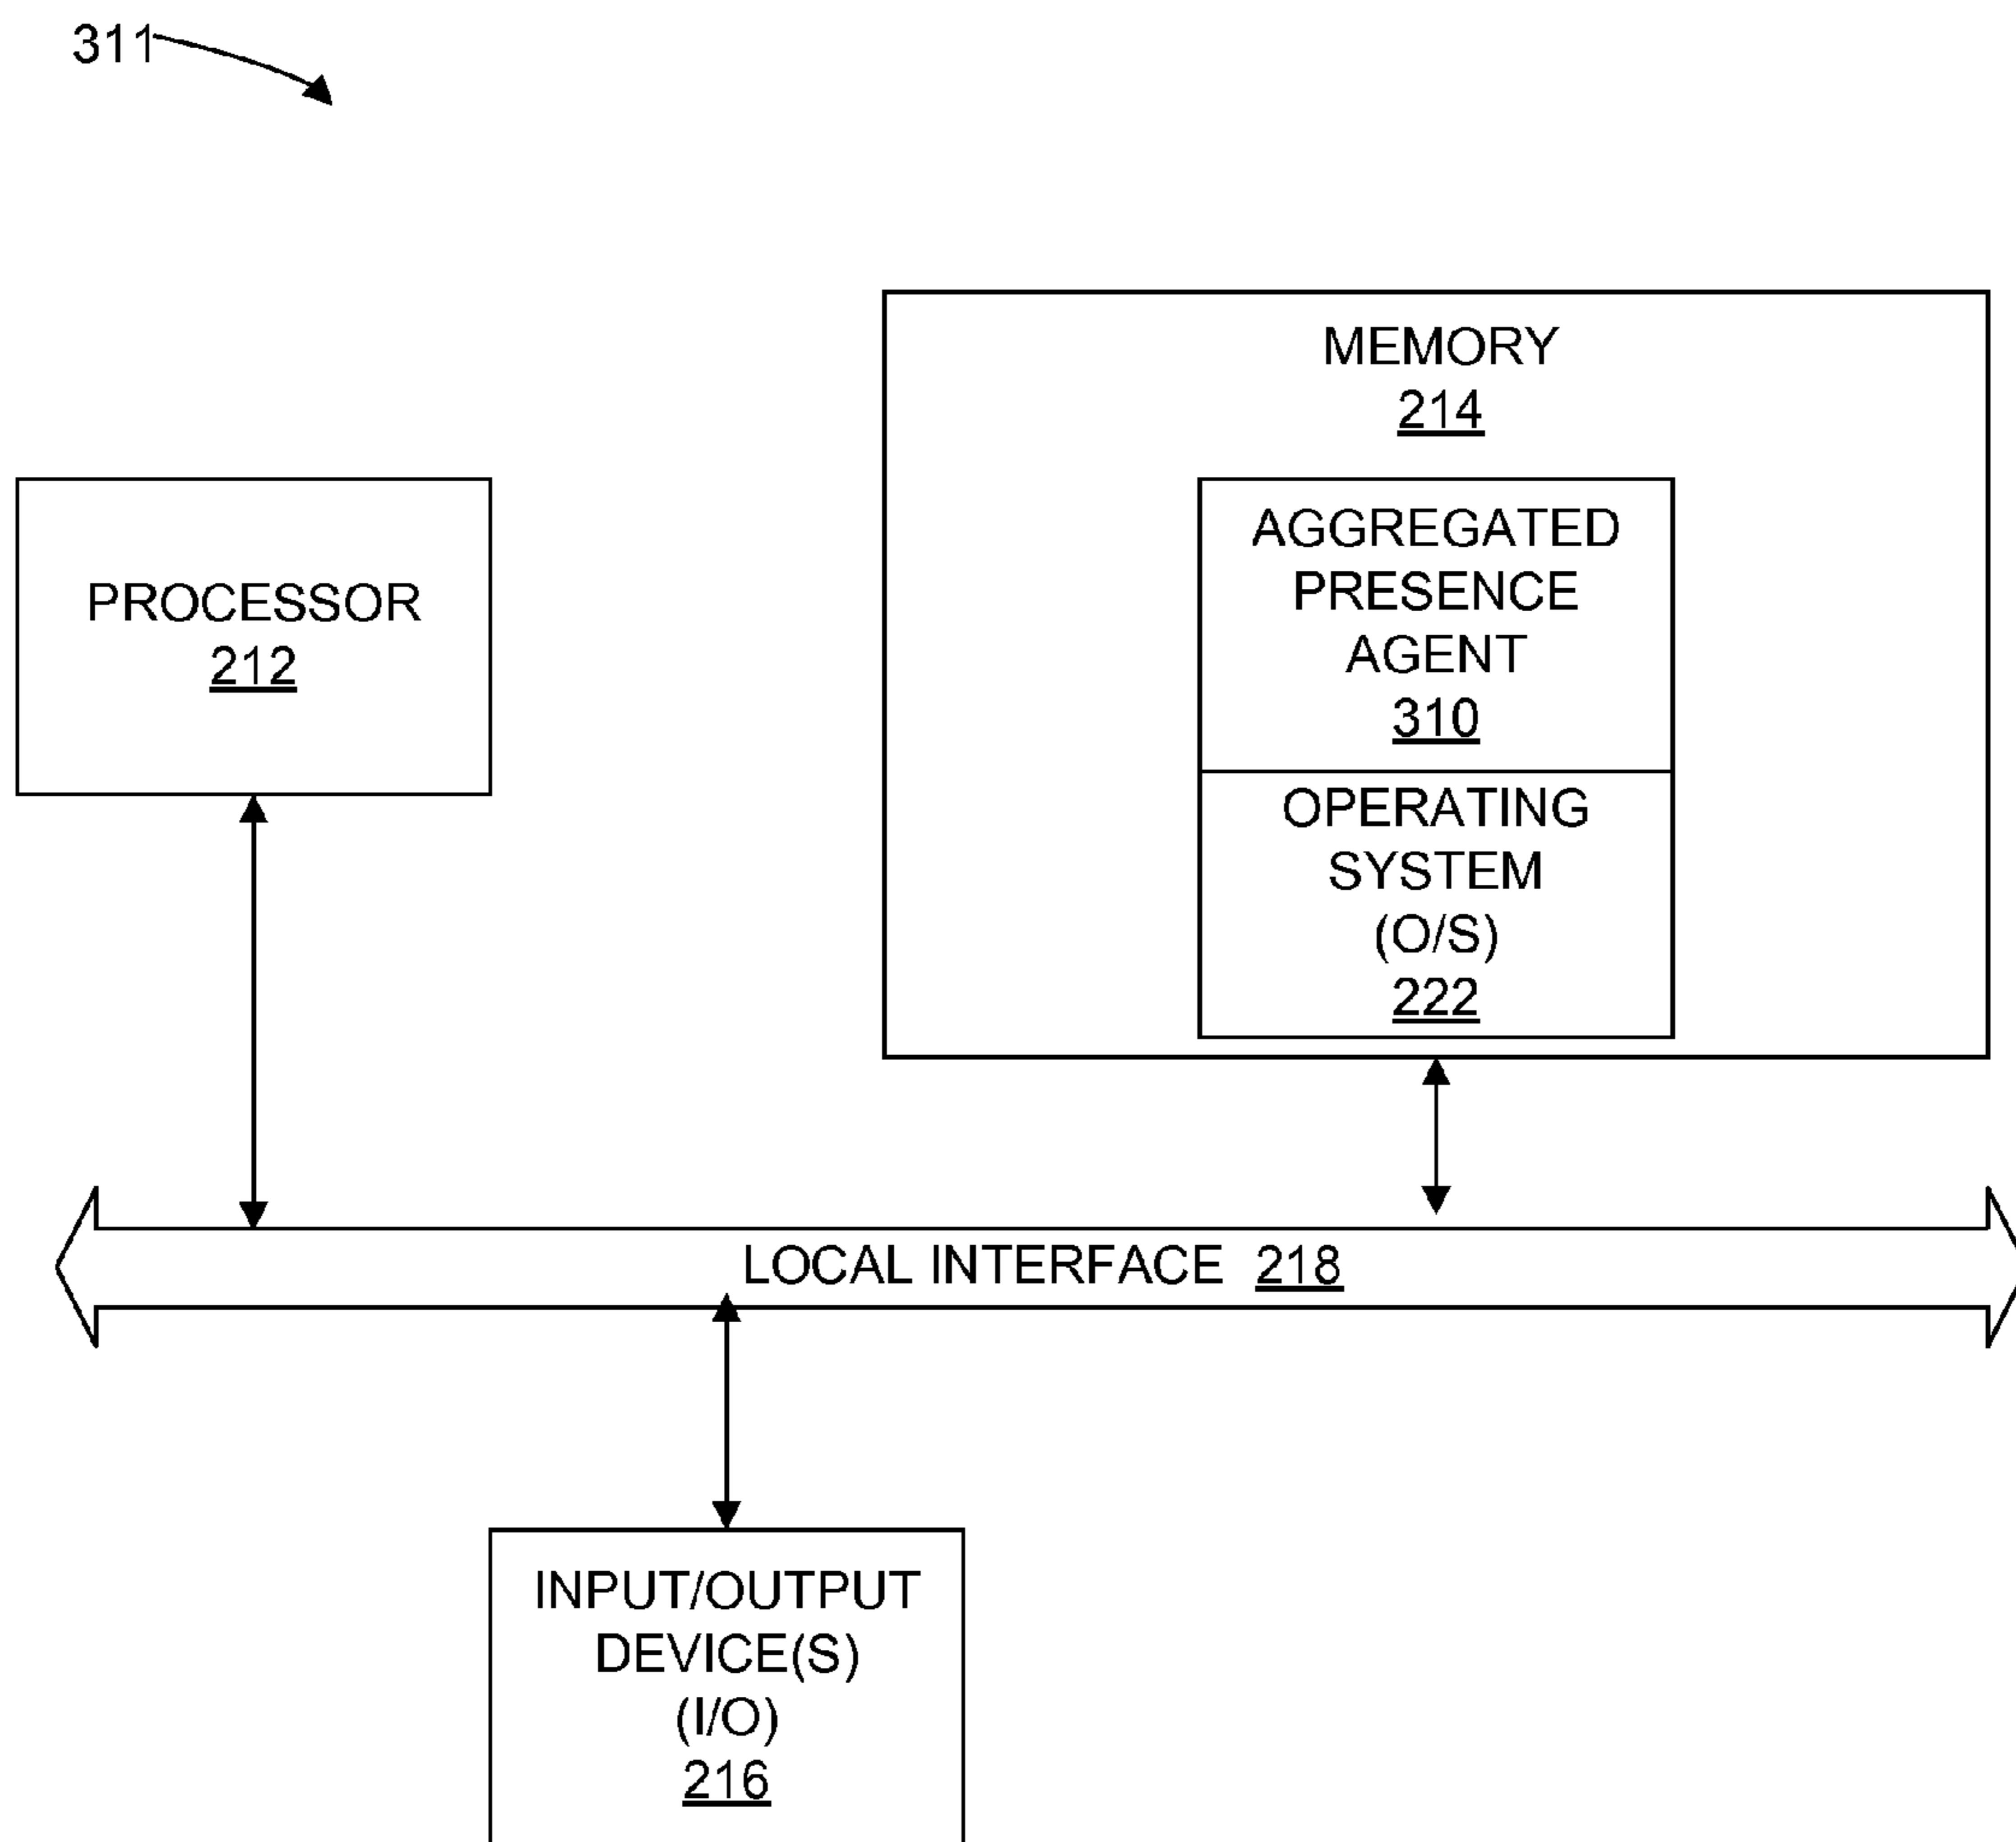 311
MEMORY
214
PROCESSOR
212
AGGREGATED
PRESENCE
AGENT
310
OPERATING
SYSTEM
(O/S)
222
LOCAL INTERFACE 218
INPUT/OUTPUT
DEVICE(S)
(I/O)
216